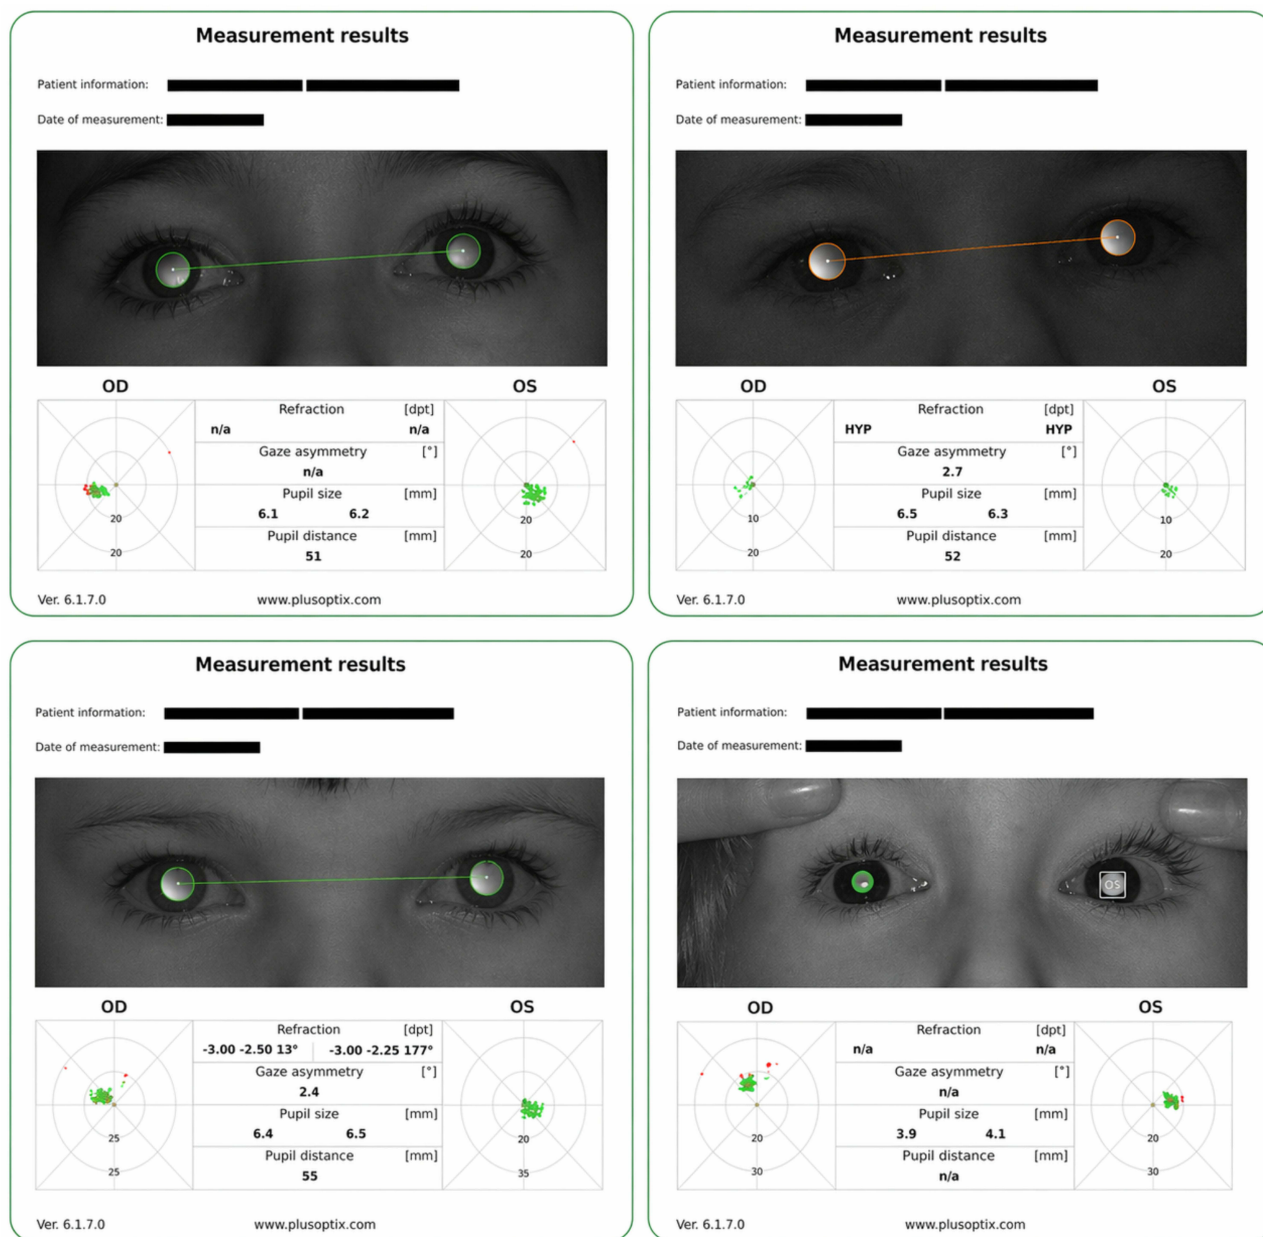 Measurement results
Patient information:
Date of measurement:
OD OS
Refraction [dpt]
n/a n/a
Gaze asymmetry [°]
n/a
Pupil size [mm]
6.1 6.2
Pupil distance [mm]
51
20 20
20 20
Ver. 6.1.7.0 www.plusoptix.com
Measurement results
Patient information:
Date of measurement:
OD OS
Refraction [dpt]
HYP HYP
Gaze asymmetry [°]
2.7
Pupil size [mm]
6.5 6.3
Pupil distance [mm]
52
10 10
20 20
Ver. 6.1.7.0 www.plusoptix.com
Measurement results
Patient information:
Date of measurement:
OD OS
Refraction [dpt]
-3.00 -2.50 13° -3.00 -2.25 177°
Gaze asymmetry [°]
2.4
Pupil size [mm]
6.4 6.5
Pupil distance [mm]
55
25 20
25 35
Ver. 6.1.7.0 www.plusoptix.com
Measurement results
Patient information:
Date of measurement:
OS
OD OS
Refraction [dpt]
n/a n/a
Gaze asymmetry [°]
n/a
Pupil size [mm]
3.9 4.1
Pupil distance [mm]
n/a
20 20
30 30
Ver. 6.1.7.0 www.plusoptix.com